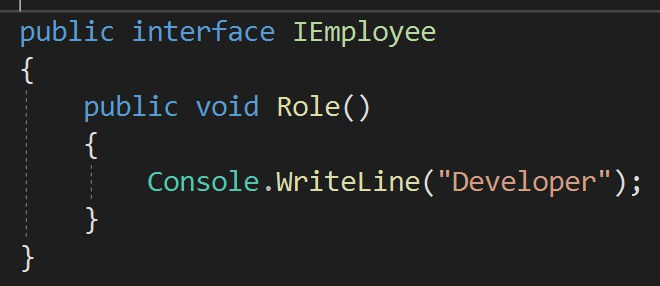 public interface IEmployee
{
    public void Role()
    {
        Console.WriteLine("Developer");
    }
}